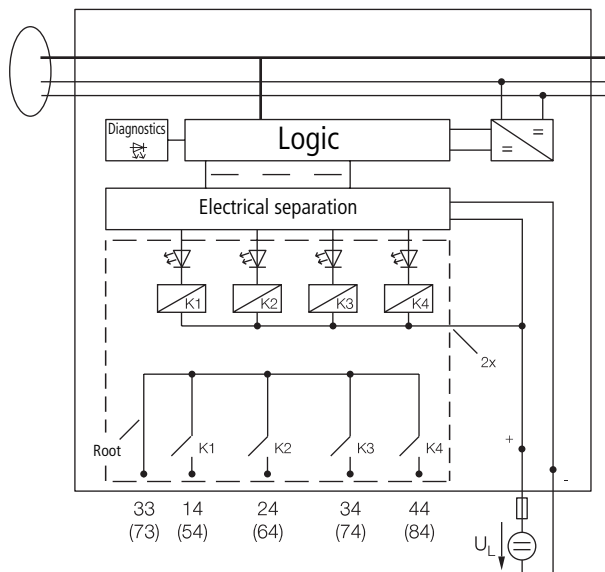 Diagnostics
Logic
=
=
Electrical separation
K1 K2 K3 K4
2x
Root
K1 K2 K3 K4
+
-
33 14 24 34 44
(73) (54) (64) (74) (84)
UL